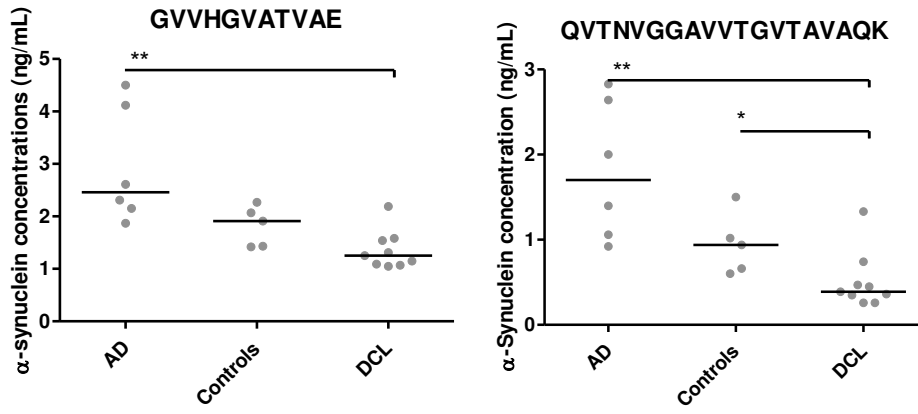 GVVHGVATVAE
α-synuclein concentrations (ng/mL)
5
4
3
2
1
0
**
AD
Controls
DCL
QVTNVGGAVVTGVTAVAQK
α-Synuclein concentration (ng/mL)
3
2
1
0
**
*
AD
Controls
DCL